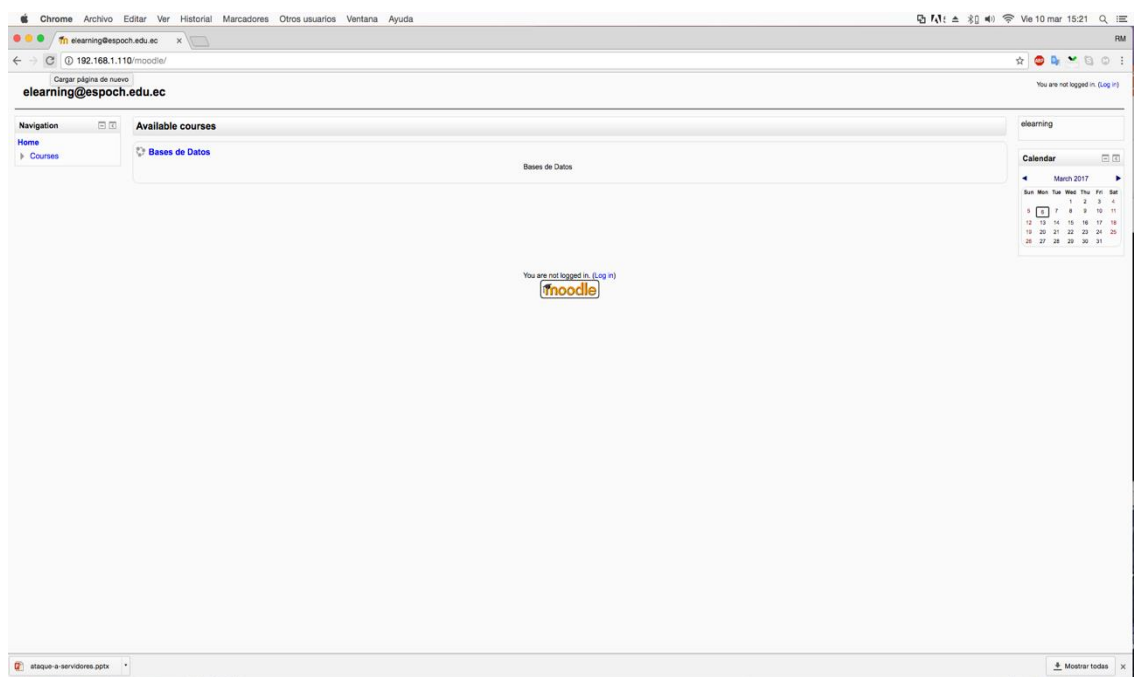 Chrome Archivo Editar Ver Historial Marcadores Otros usuarios Ventana Ayuda Vie 10 mar 15:21
elearning@espoch.edu.ec RM
192.168.1.110/moodle/
Cargar página de nuevo
elearning@espoch.edu.ec You are not logged in. (Log in)
Navigation
Home
Courses
Available courses
Bases de Datos
Bases de Datos
You are not logged in. (Log in)
moodle
elearning
Calendar
March 2017
Sun Mon Tue Wed Thu Fri Sat
1 2 3 4
5 6 7 8 9 10 11
12 13 14 15 16 17 18
19 20 21 22 23 24 25
26 27 28 29 30 31
ataque-a-servidores.pptx Mostrar todas